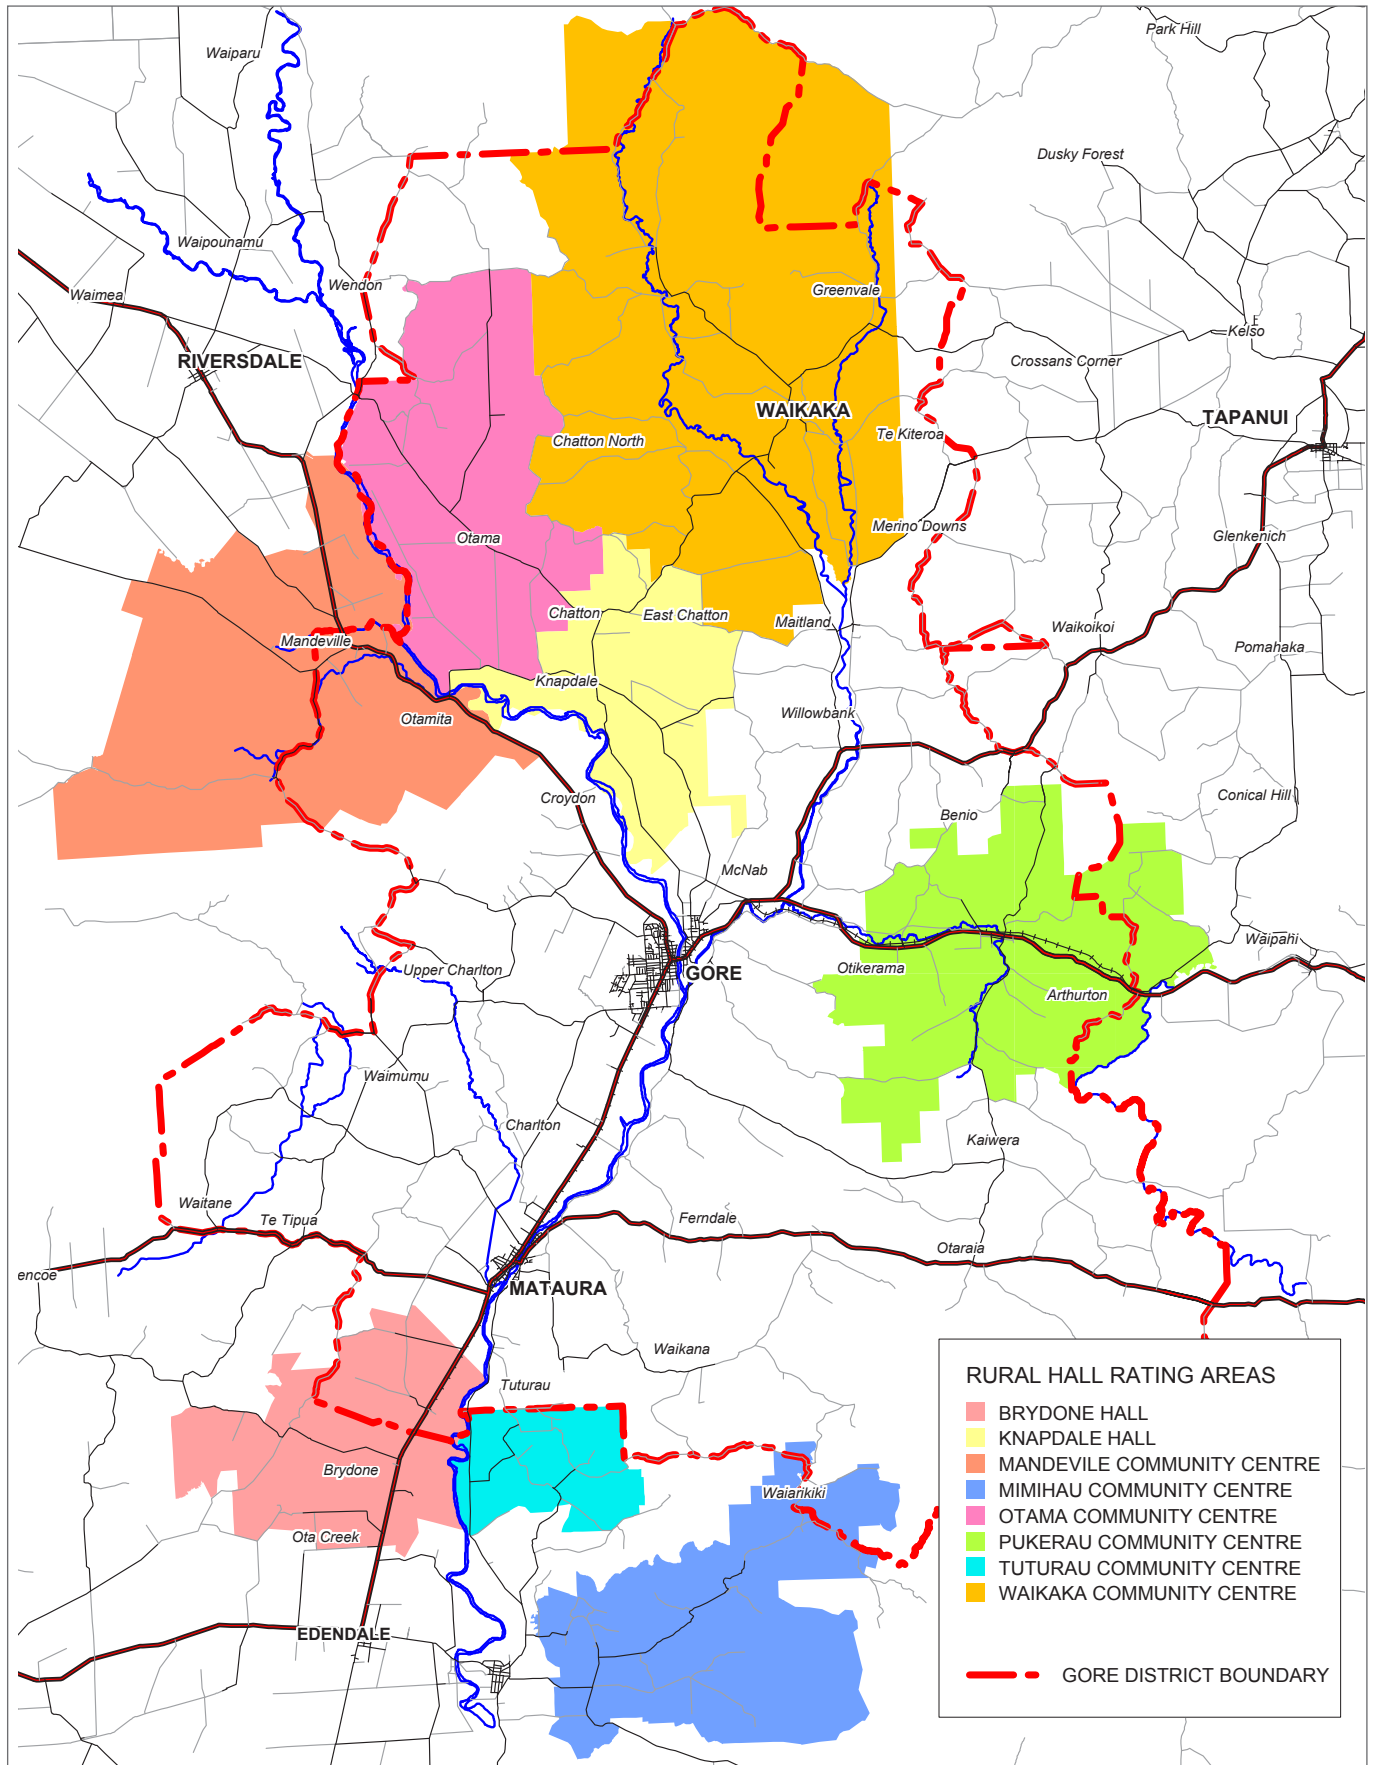 Park Hill
Waiparu
Dusky Forest
Waipounamu
Wendon
Waimea
Greenvale
Kelso
RIVERSDALE
Crossans Corner
WAIKAKA
TAPANUI
Chatton North
Te Kiteroa
Merino Downs
Otama
Glenkenich
Chatton
East Chatton
Maitland
Waikoikoi
Mandeville
Pomahaka
Knapdale
Otamita
Willowbank
Croydon
Benio
Conical Hill
McNab
Waipahi
Upper Charlton
GORE
Otikerama
Arthurton
Waimumu
Charlton
Kaiwera
Waitane
Te Tipua
Ferndale
Otaraia
encoe
MATAURA
Waikana
Tuturau
Brydone
Waiarikiki
Ota Creek
EDENDALE
RURAL HALL RATING AREAS
BRYDONE HALL
KNAPDALE HALL
MANDEVILE COMMUNITY CENTRE
MIMIHAU COMMUNITY CENTRE
OTAMA COMMUNITY CENTRE
PUKERAU COMMUNITY CENTRE
TUTURAU COMMUNITY CENTRE
WAIKAKA COMMUNITY CENTRE
GORE DISTRICT BOUNDARY